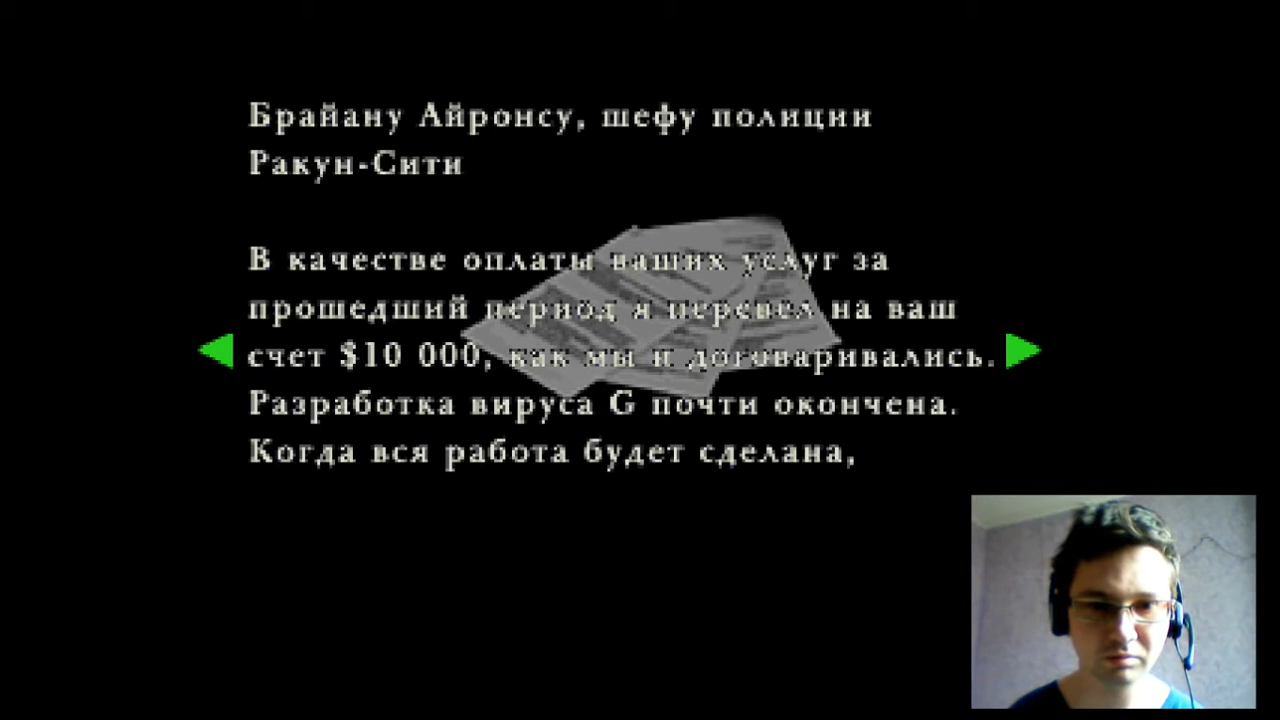 Брайану Айронсу, шефу полиции
Ракун-Сити
В качестве оплаты ваших услуг за
прошедший период я перевел на ваш
счет $10 000, как мы и договаривались.
Разработка вируса G почти окончена.
Когда вся работа будет сделана,